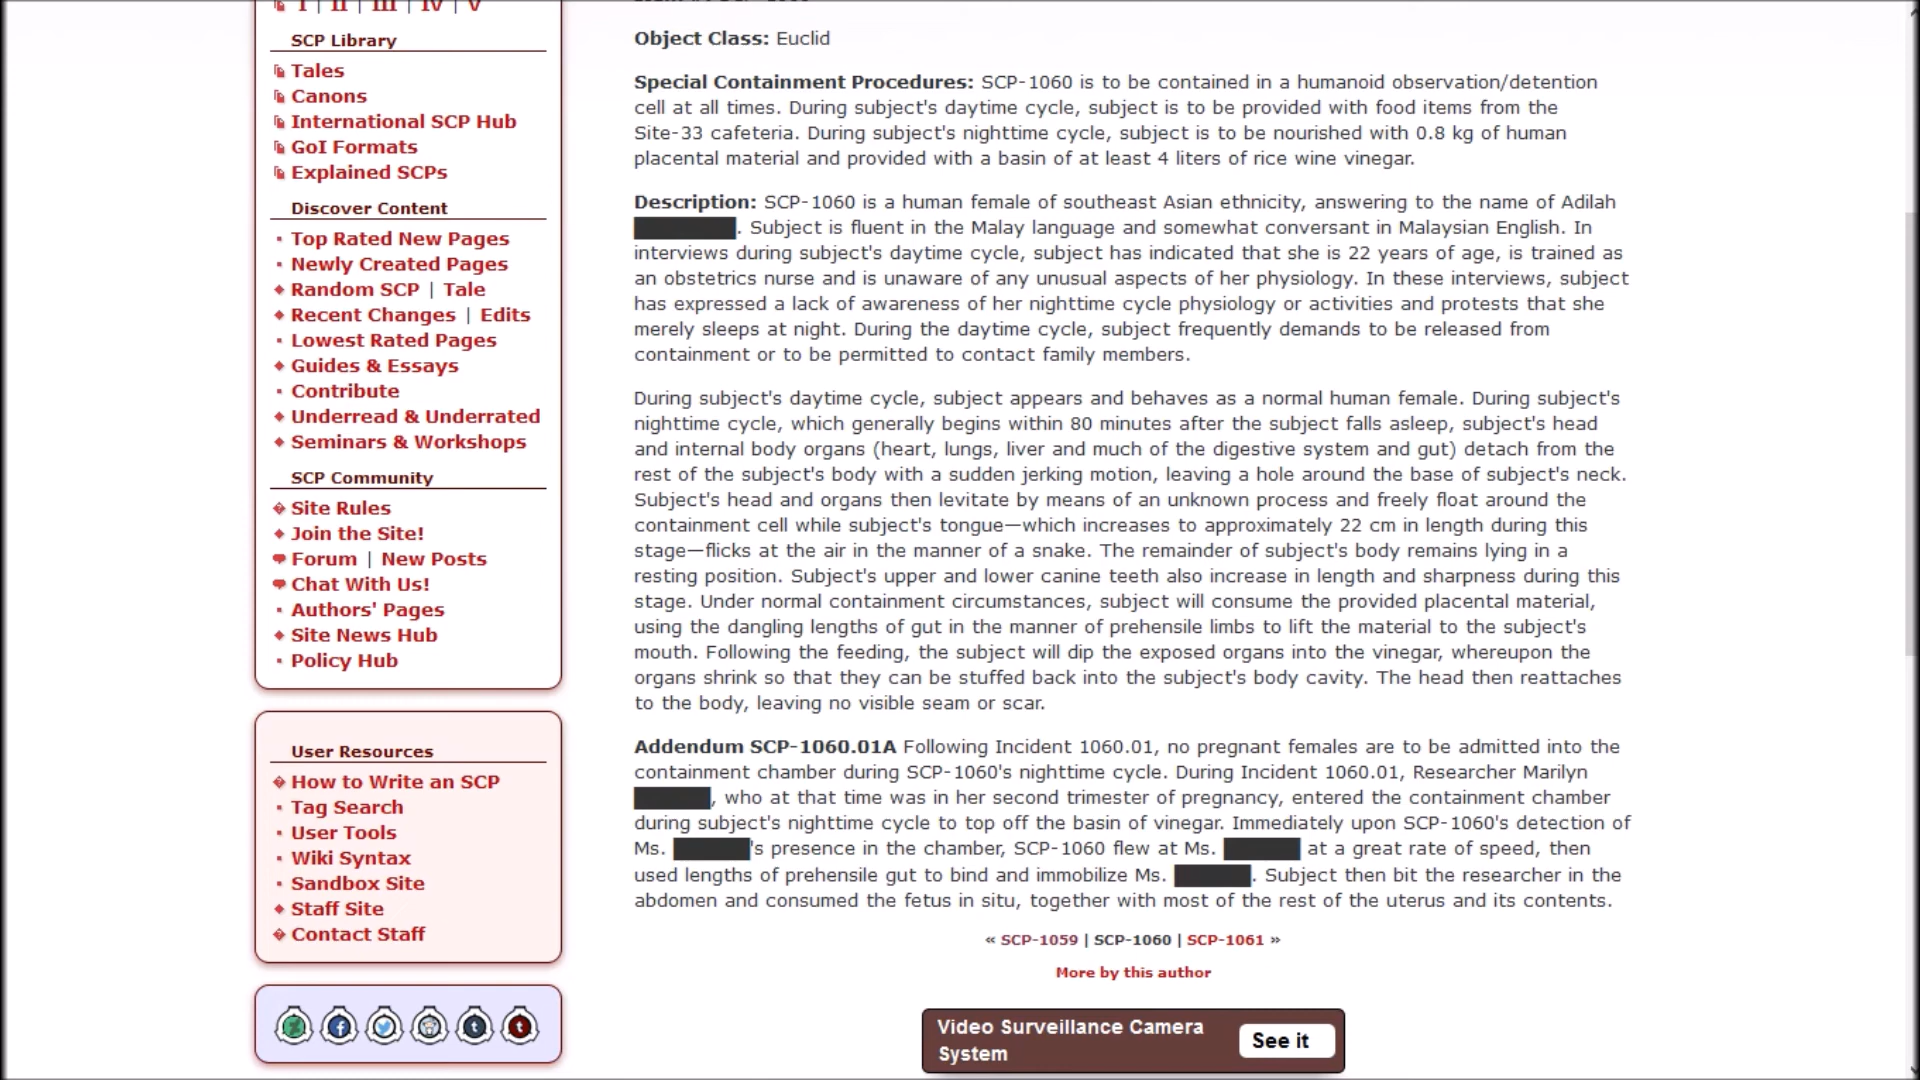 I | II | III | IV | V
SCP Library
Tales
Canons
International SCP Hub
GoI Formats
Explained SCPs
Discover Content
Top Rated New Pages
Newly Created Pages
Random SCP | Tale
Recent Changes | Edits
Lowest Rated Pages
Guides & Essays
Contribute
Underread & Underrated
Seminars & Workshops
SCP Community
Site Rules
Join the Site!
Forum | New Posts
Chat With Us!
Authors' Pages
Site News Hub
Policy Hub
User Resources
How to Write an SCP
Tag Search
User Tools
Wiki Syntax
Sandbox Site
Staff Site
Contact Staff
Object Class: Euclid
Special Containment Procedures: SCP-1060 is to be contained in a humanoid observation/detention
cell at all times. During subject's daytime cycle, subject is to be provided with food items from the
Site-33 cafeteria. During subject's nighttime cycle, subject is to be nourished with 0.8 kg of human
placental material and provided with a basin of at least 4 liters of rice wine vinegar.
Description: SCP-1060 is a human female of southeast Asian ethnicity, answering to the name of Adilah
. Subject is fluent in the Malay language and somewhat conversant in Malaysian English. In
interviews during subject's daytime cycle, subject has indicated that she is 22 years of age, is trained as
an obstetrics nurse and is unaware of any unusual aspects of her physiology. In these interviews, subject
has expressed a lack of awareness of her nighttime cycle physiology or activities and protests that she
merely sleeps at night. During the daytime cycle, subject frequently demands to be released from
containment or to be permitted to contact family members.
During subject's daytime cycle, subject appears and behaves as a normal human female. During subject's
nighttime cycle, which generally begins within 80 minutes after the subject falls asleep, subject's head
and internal body organs (heart, lungs, liver and much of the digestive system and gut) detach from the
rest of the subject's body with a sudden jerking motion, leaving a hole around the base of subject's neck.
Subject's head and organs then levitate by means of an unknown process and freely float around the
containment cell while subject's tongue—which increases to approximately 22 cm in length during this
stage—flicks at the air in the manner of a snake. The remainder of subject's body remains lying in a
resting position. Subject's upper and lower canine teeth also increase in length and sharpness during this
stage. Under normal containment circumstances, subject will consume the provided placental material,
using the dangling lengths of gut in the manner of prehensile limbs to lift the material to the subject's
mouth. Following the feeding, the subject will dip the exposed organs into the vinegar, whereupon the
organs shrink so that they can be stuffed back into the subject's body cavity. The head then reattaches
to the body, leaving no visible seam or scar.
Addendum SCP-1060.01A Following Incident 1060.01, no pregnant females are to be admitted into the
containment chamber during SCP-1060's nighttime cycle. During Incident 1060.01, Researcher Marilyn
, who at that time was in her second trimester of pregnancy, entered the containment chamber
during subject's nighttime cycle to top off the basin of vinegar. Immediately upon SCP-1060's detection of
Ms. 's presence in the chamber, SCP-1060 flew at Ms. at a great rate of speed, then
used lengths of prehensile gut to bind and immobilize Ms. . Subject then bit the researcher in the
abdomen and consumed the fetus in situ, together with most of the rest of the uterus and its contents.
« SCP-1059 | SCP-1060 | SCP-1061 »
More by this author
Video Surveillance Camera
System
See it